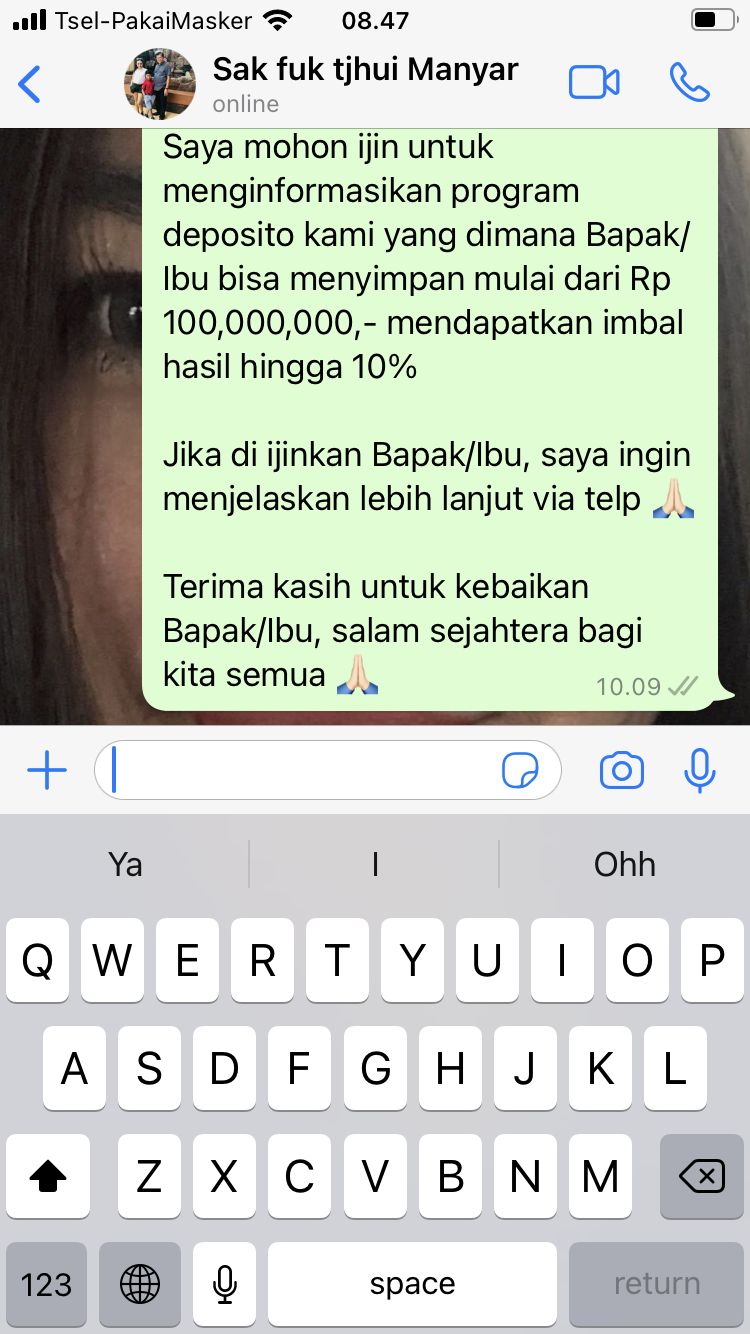 Tsel-PakaiMasker 08.47
Sak fuk tjhui Manyar
online
Saya mohon ijin untuk
menginformasikan program
deposito kami yang dimana Bapak/
Ibu bisa menyimpan mulai dari Rp
100,000,000,- mendapatkan imbal
hasil hingga 10%
Jika di ijinkan Bapak/Ibu, saya ingin
menjelaskan lebih lanjut via telp 🙏🏻
Terima kasih untuk kebaikan
Bapak/Ibu, salam sejahtera bagi
kita semua 🙏🏻
10.09
Ya I Ohh
Q W E R T Y U I O P
A S D F G H J K L
Z X C V B N M
123 space return